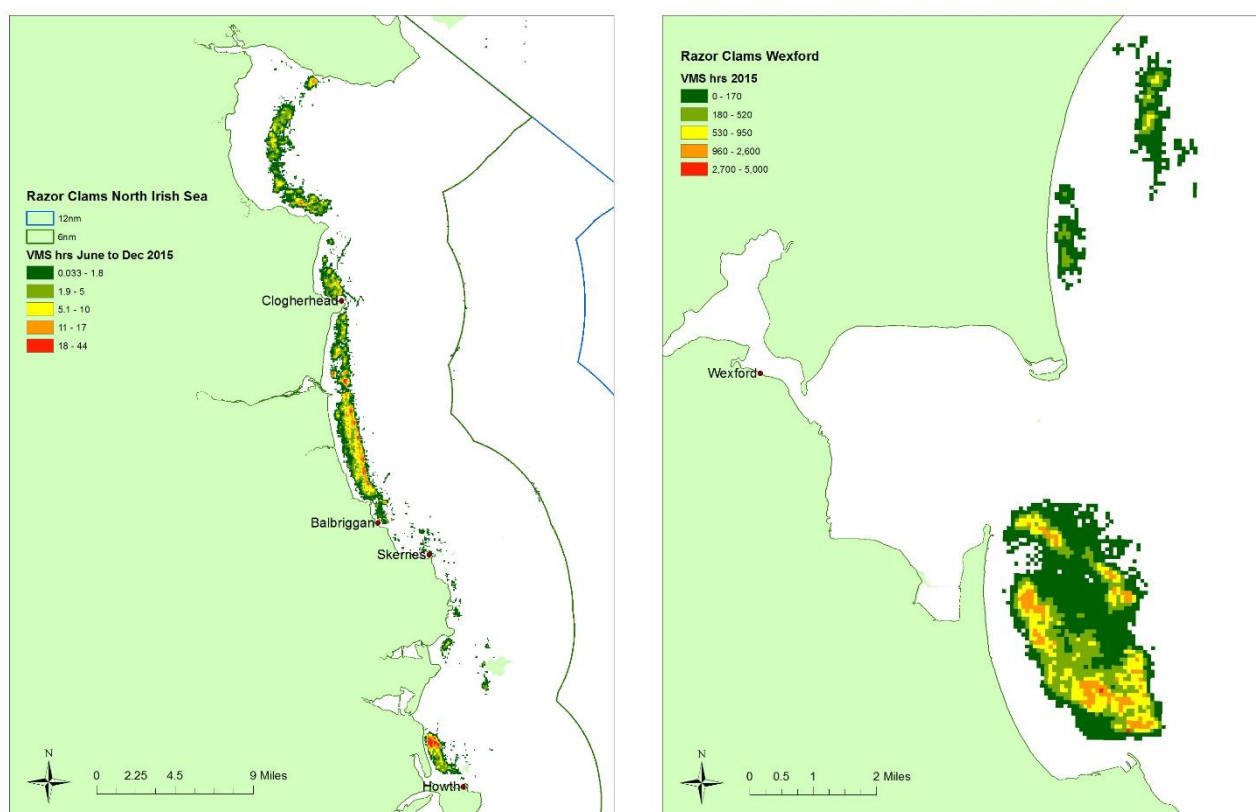 Razor Clams North Irish Sea
12nm
6nm
VMS hrs June to Dec 2015
0.033 - 1.8
1.9 - 5
5.1 - 10
11 - 17
18 - 44
Clogherhead
Balbriggan
Skerries
Howth
N
0 2.25 4.5 9 Miles
Razor Clams Wexford
VMS hrs 2015
0 - 170
180 - 520
530 - 950
960 - 2,600
2,700 - 5,000
Wexford
N
0 0.5 1 2 Miles